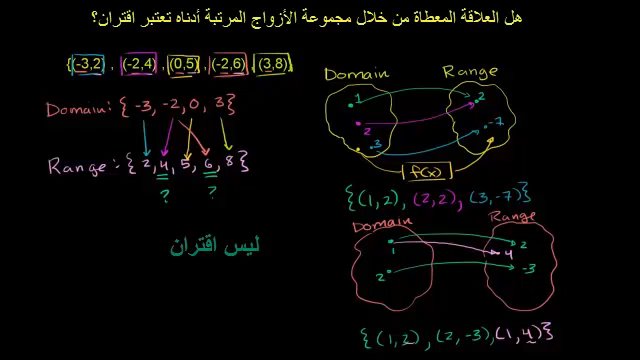 هل العلاقة المعطاة من خلال مجموعة الأزواج المرتبة أدناه تعتبر اقتران؟
{(-3,2) , (-2,4) , (0,5) , (-2,6) , (3,8)}
Domain: { -3, -2, 0, 3 }
Range: { 2, 4, 5, 6, 8 }
? ?
ليس اقتران
Domain Range
1 2
2 -7
3
f(x)
{(1,2), (2,2), (3,-7)}
Domain Range
1 2
4
2 -3
{(1,2), (2,-3), (1,4)}